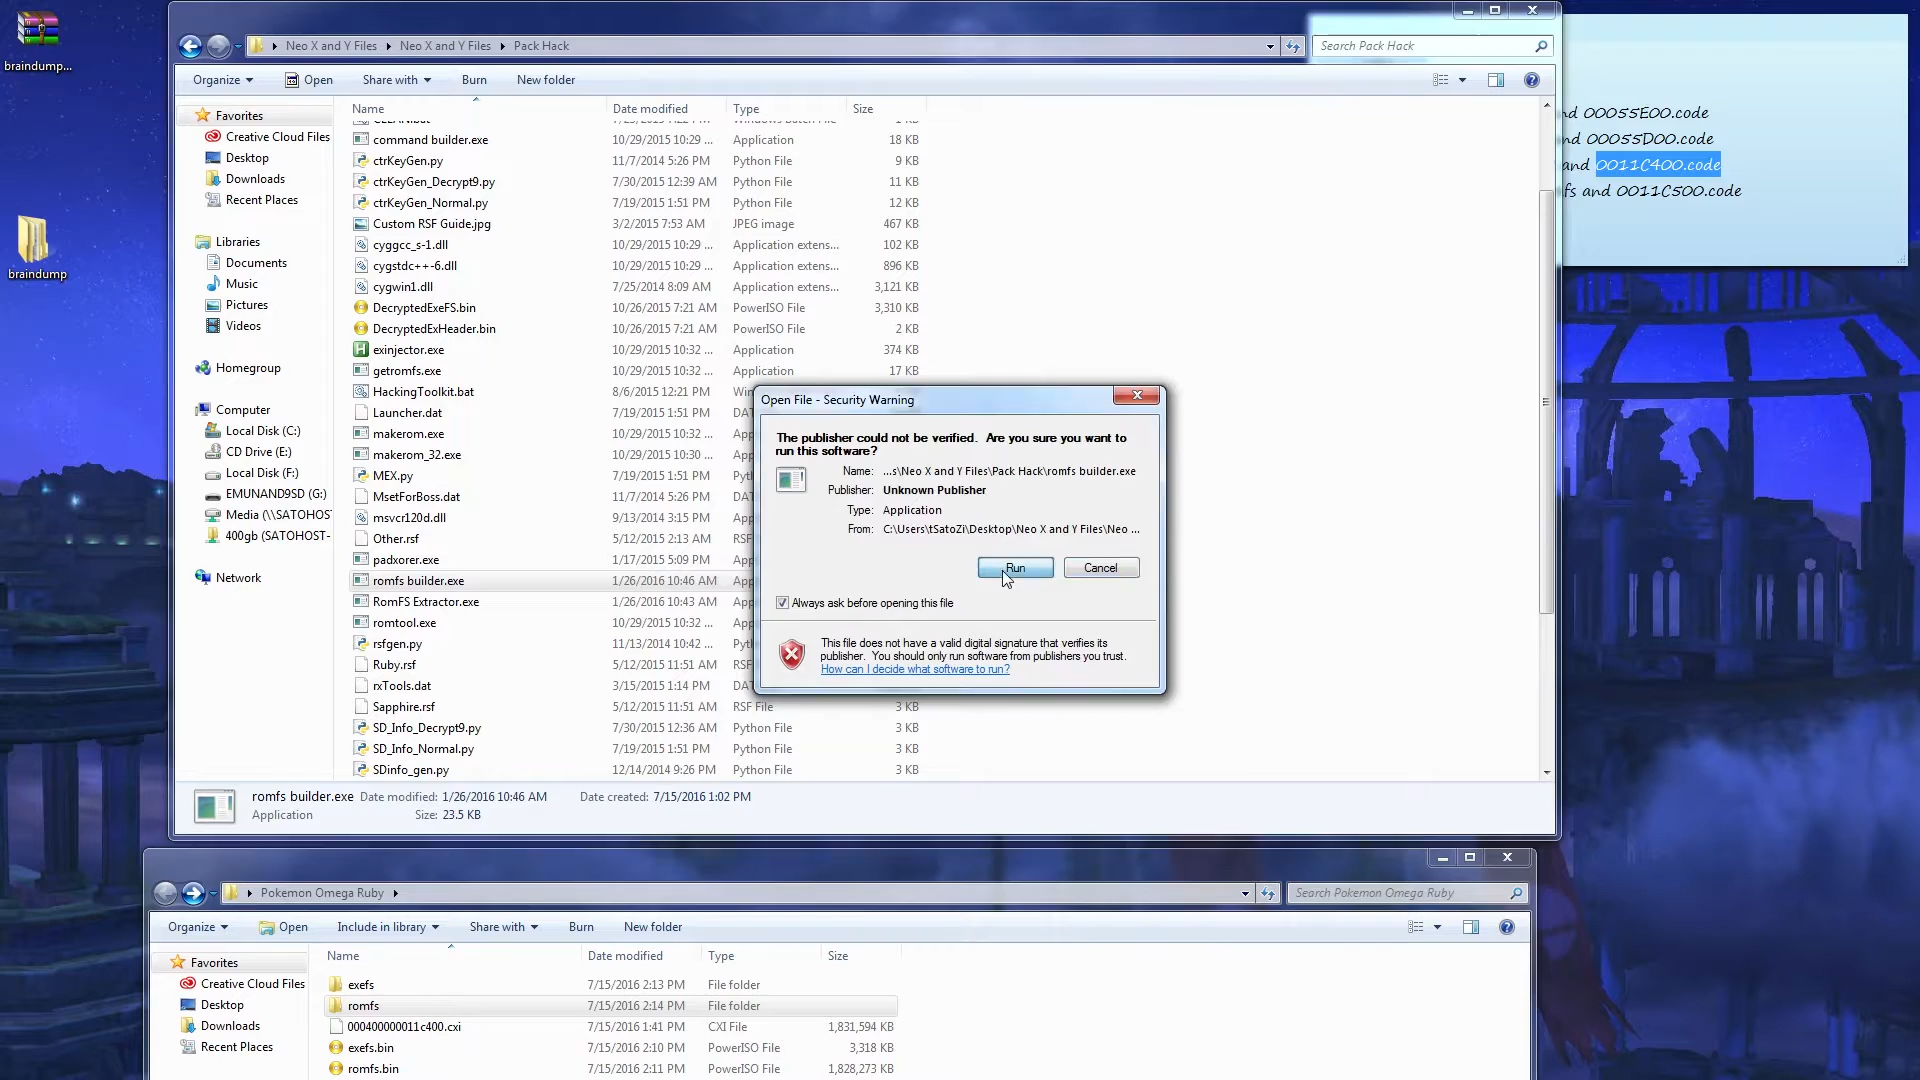 braindump...
braindump
Neo X and Y Files
Neo X and Y Files
Pack Hack
Search Pack Hack
Organize
Open
Share with
Burn
New folder
Favorites
Creative Cloud Files
Desktop
Downloads
Recent Places
Libraries
Documents
Music
Pictures
Videos
Homegroup
Computer
Local Disk (C:)
CD Drive (E:)
Local Disk (F:)
EMUNAND9SD (G:)
Media (\\SATOHOST
400gb (SATOHOST-
Network
Name Date modified Type Size
command builder.exe 10/29/2015 10:29 ... Application 18 KB
ctrKeyGen.py 11/7/2014 5:26 PM Python File 9 KB
ctrKeyGen_Decrypt9.py 7/30/2015 12:39 AM Python File 11 KB
ctrKeyGen_Normal.py 7/19/2015 1:51 PM Python File 12 KB
Custom RSF Guide.jpg 3/2/2015 7:53 AM JPEG image 467 KB
cyggcc_s-1.dll 10/29/2015 10:29 ... Application extens... 102 KB
cygstdc++-6.dll 10/29/2015 10:29 ... Application extens... 896 KB
cygwin1.dll 7/25/2014 8:09 AM Application extens... 3,121 KB
DecryptedExeFS.bin 10/26/2015 7:21 AM PowerISO File 3,310 KB
DecryptedExHeader.bin 10/26/2015 7:21 AM PowerISO File 2 KB
exinjector.exe 10/29/2015 10:32 ... Application 374 KB
getromfs.exe 10/29/2015 10:32 ... Application 17 KB
HackingToolkit.bat 8/6/2015 12:21 PM Win
Launcher.dat 7/19/2015 1:51 PM DA
makerom.exe 10/29/2015 10:32 ... App
makerom_32.exe 10/29/2015 10:30 ... App
MEX.py 7/19/2015 1:51 PM Pyt
MsetForBoss.dat 11/7/2014 5:26 PM DA
msvcr120d.dll 9/13/2014 3:15 PM App
Other.rsf 5/12/2015 2:13 AM RSF
padxorer.exe 1/17/2015 5:09 PM App
romfs builder.exe 1/26/2016 10:46 AM App
RomFS Extractor.exe 1/26/2016 10:43 AM App
romtool.exe 10/29/2015 10:32 ... App
rsfgen.py 11/13/2014 10:42 ... Pyt
Ruby.rsf 5/12/2015 11:51 AM RSF
rxTools.dat 3/15/2015 1:14 PM DA
Sapphire.rsf 5/12/2015 11:51 AM RSF File 3 KB
SD_Info_Decrypt9.py 7/30/2015 12:36 AM Python File 3 KB
SD_Info_Normal.py 7/19/2015 1:51 PM Python File 3 KB
SDinfo_gen.py 12/14/2014 9:26 PM Python File 3 KB
romfs builder.exe Date modified: 1/26/2016 10:46 AM Date created: 7/15/2016 1:02 PM
Application Size: 23.5 KB
Open File - Security Warning
The publisher could not be verified. Are you sure you want to
run this software?
Name: ...s\Neo X and Y Files\Pack Hack\romfs builder.exe
Publisher: Unknown Publisher
Type: Application
From: C:\Users\tSatoZi\Desktop\Neo X and Y Files\Neo ...
Run Cancel
Always ask before opening this file
This file does not have a valid digital signature that verifies its
publisher. You should only run software from publishers you trust.
How can I decide what software to run?
nd 00055E00.code
nd 00055D00.code
and 0011C400.code
fs and 0011C500.code
Pokemon Omega Ruby
Search Pokemon Omega Ruby
Organize
Open
Include in library
Share with
Burn
New folder
Favorites
Creative Cloud Files
Desktop
Downloads
Recent Places
Name Date modified Type Size
exefs 7/15/2016 2:13 PM File folder
romfs 7/15/2016 2:14 PM File folder
000400000011c400.cxi 7/15/2016 1:41 PM CXI File 1,831,594 KB
exefs.bin 7/15/2016 2:10 PM PowerISO File 3,318 KB
romfs.bin 7/15/2016 2:11 PM PowerISO File 1,828,273 KB